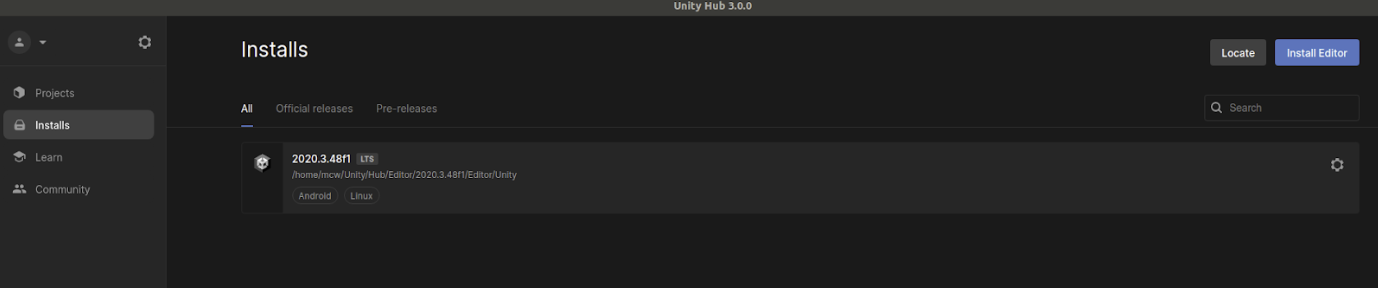 Unity Hub 3.0.0
Installs
Locate
Install Editor
Projects
Installs
Learn
Community
All
Official releases
Pre-releases
Search
2020.3.48f1 LTS
/home/mcw/Unity/Hub/Editor/2020.3.48f1/Editor/Unity
Android
Linux